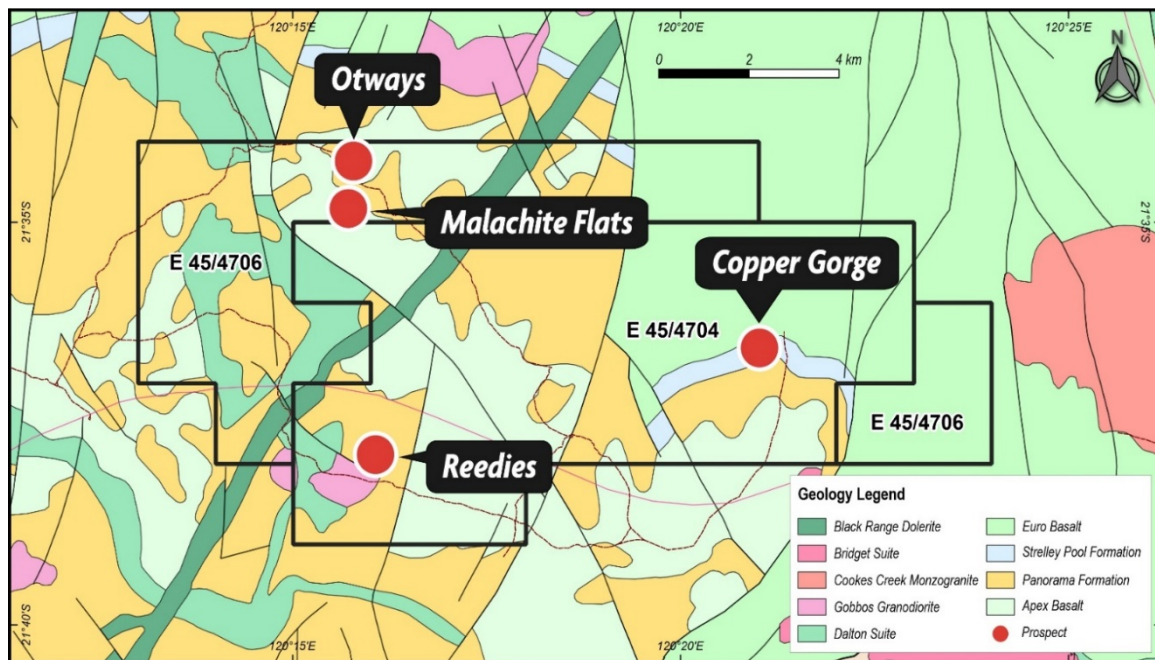 120°15'E
120°20'E
120°25'E
N
0 2 4 km
Otways
21°35'S
21°35'S
Malachite Flats
Copper Gorge
E 45/4706
E 45/4704
E 45/4706
Reedies
Geology Legend
Black Range Dolerite
Bridget Suite
Cookes Creek Monzogranite
Gobbos Granodiorite
Dalton Suite
Euro Basalt
Strelley Pool Formation
Panorama Formation
Apex Basalt
Prospect
21°40'S
120°15'E
120°20'E